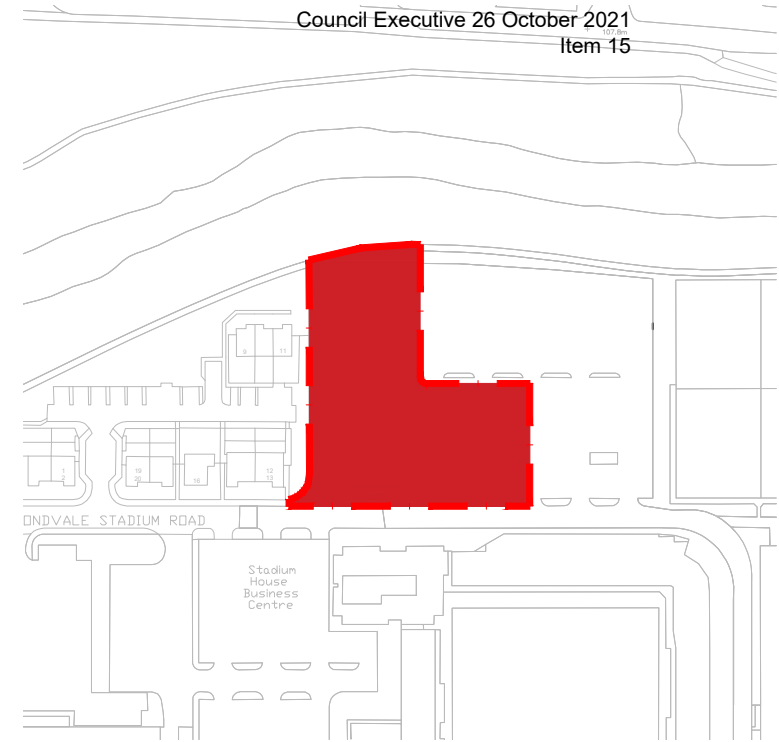 Council Executive 26 October 2021
107.8m
Item 15
9
11
1
2
19
20
18
12
13
ONDVALE STADIUM ROAD
Stadium
House
Business
Centre